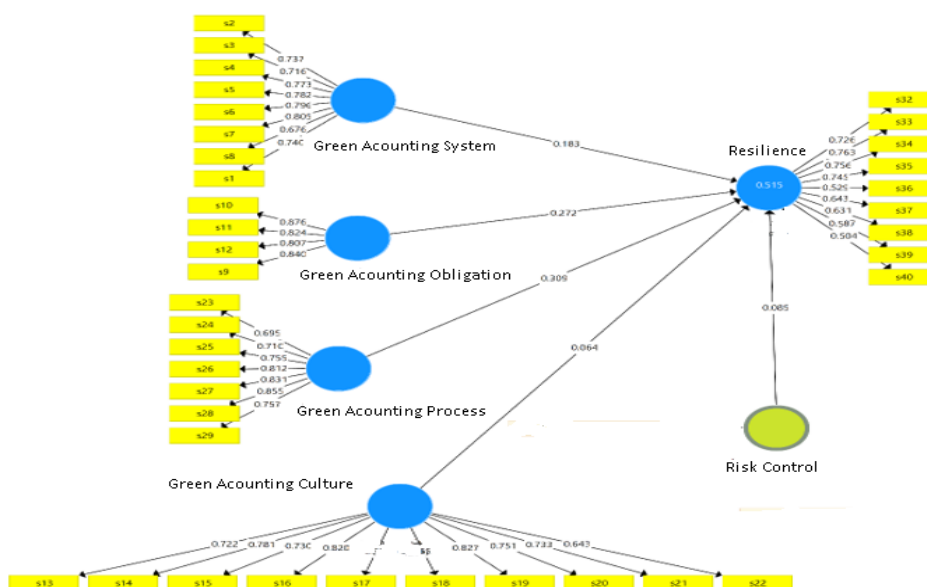 s2
s3
s4
s5
s6
s7
s8
s1
0.737
0.716
0.773
0.782
0.796
0.805
0.676
0.740
Green Acounting System
0.183
s10
s11
s12
s9
0.876
0.824
0.807
0.840
Green Acounting Obligation
0.272
s23
s24
s25
s26
s27
s28
s29
0.695
0.710
0.755
0.812
0.831
0.855
0.757
Green Acounting Process
0.309
Green Acounting Culture
0.064
0.722
0.781
0.730
0.820
0.827
0.751
0.733
0.643
s13
s14
s15
s16
s17
s18
s19
s20
s21
s22
Resilience
0.515
s32
s33
s34
s35
s36
s37
s38
s39
s40
0.726
0.763
0.756
0.745
0.529
0.643
0.631
0.587
0.504
0.085
Risk Control